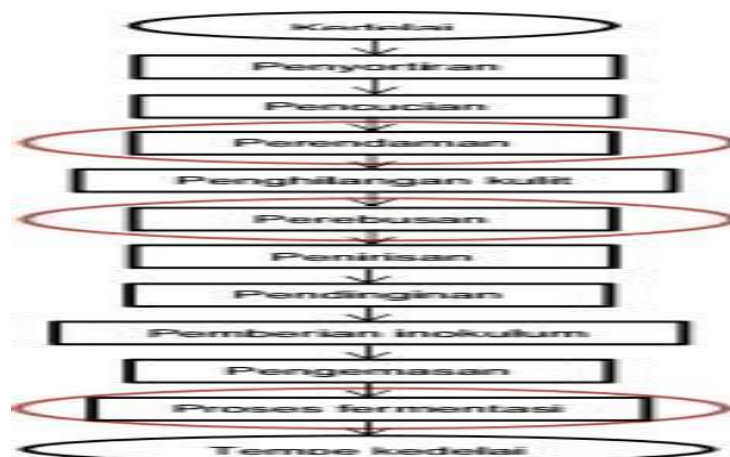 Kedelai
Penyortiran
Pencucian
Perendaman
Penghilangan kulit
Perebusan
Penirisan
Pendinginan
Pemberian inokulum
Pengemasan
Proses fermentasi
Tempe kedelai